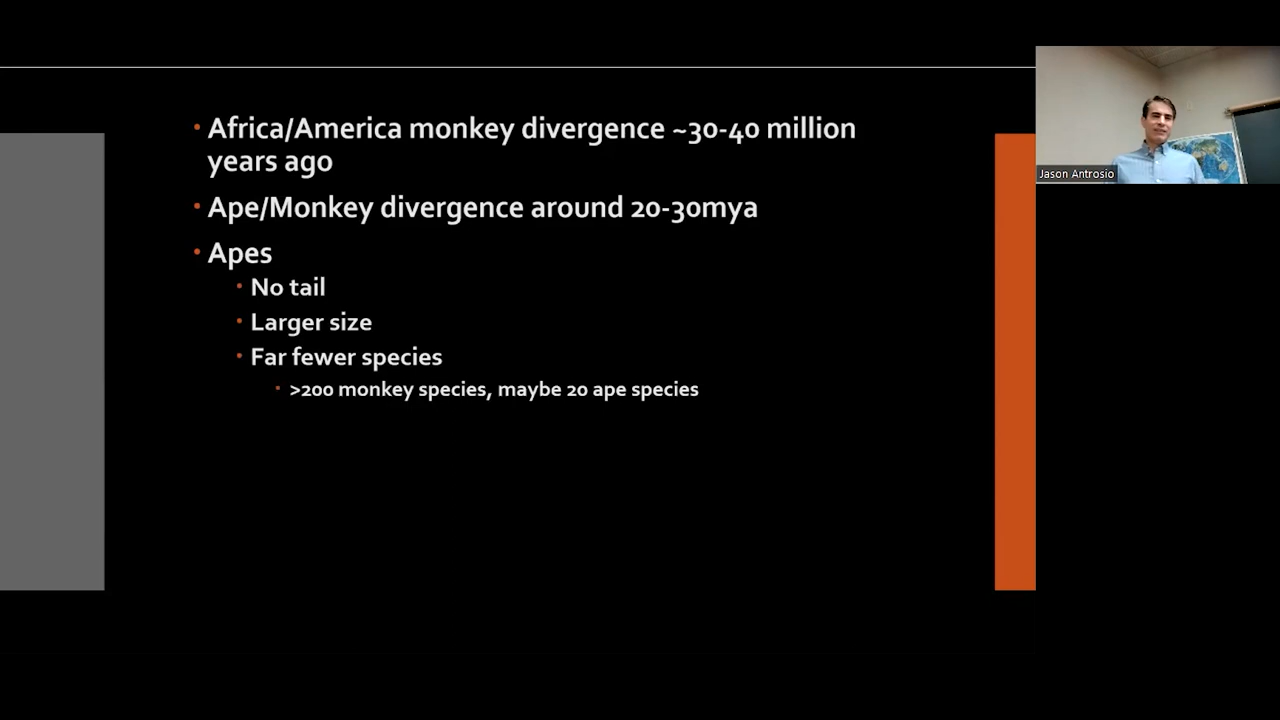 Africa/America monkey divergence ~30-40 million
years ago
Ape/Monkey divergence around 20-30mya
Apes
No tail
Larger size
Far fewer species
>200 monkey species, maybe 20 ape species
Jason Antrosio